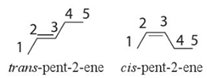 1 2 3 4 5
trans-pent-2-ene
1 2 3 4 5
cis-pent-2-ene